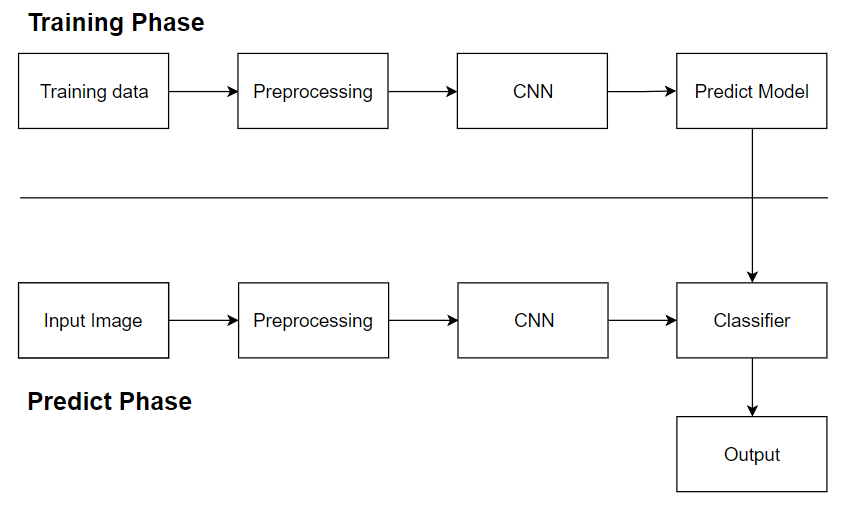 Training Phase
Training data
Preprocessing
CNN
Predict Model
Input Image
Preprocessing
CNN
Classifier
Predict Phase
Output